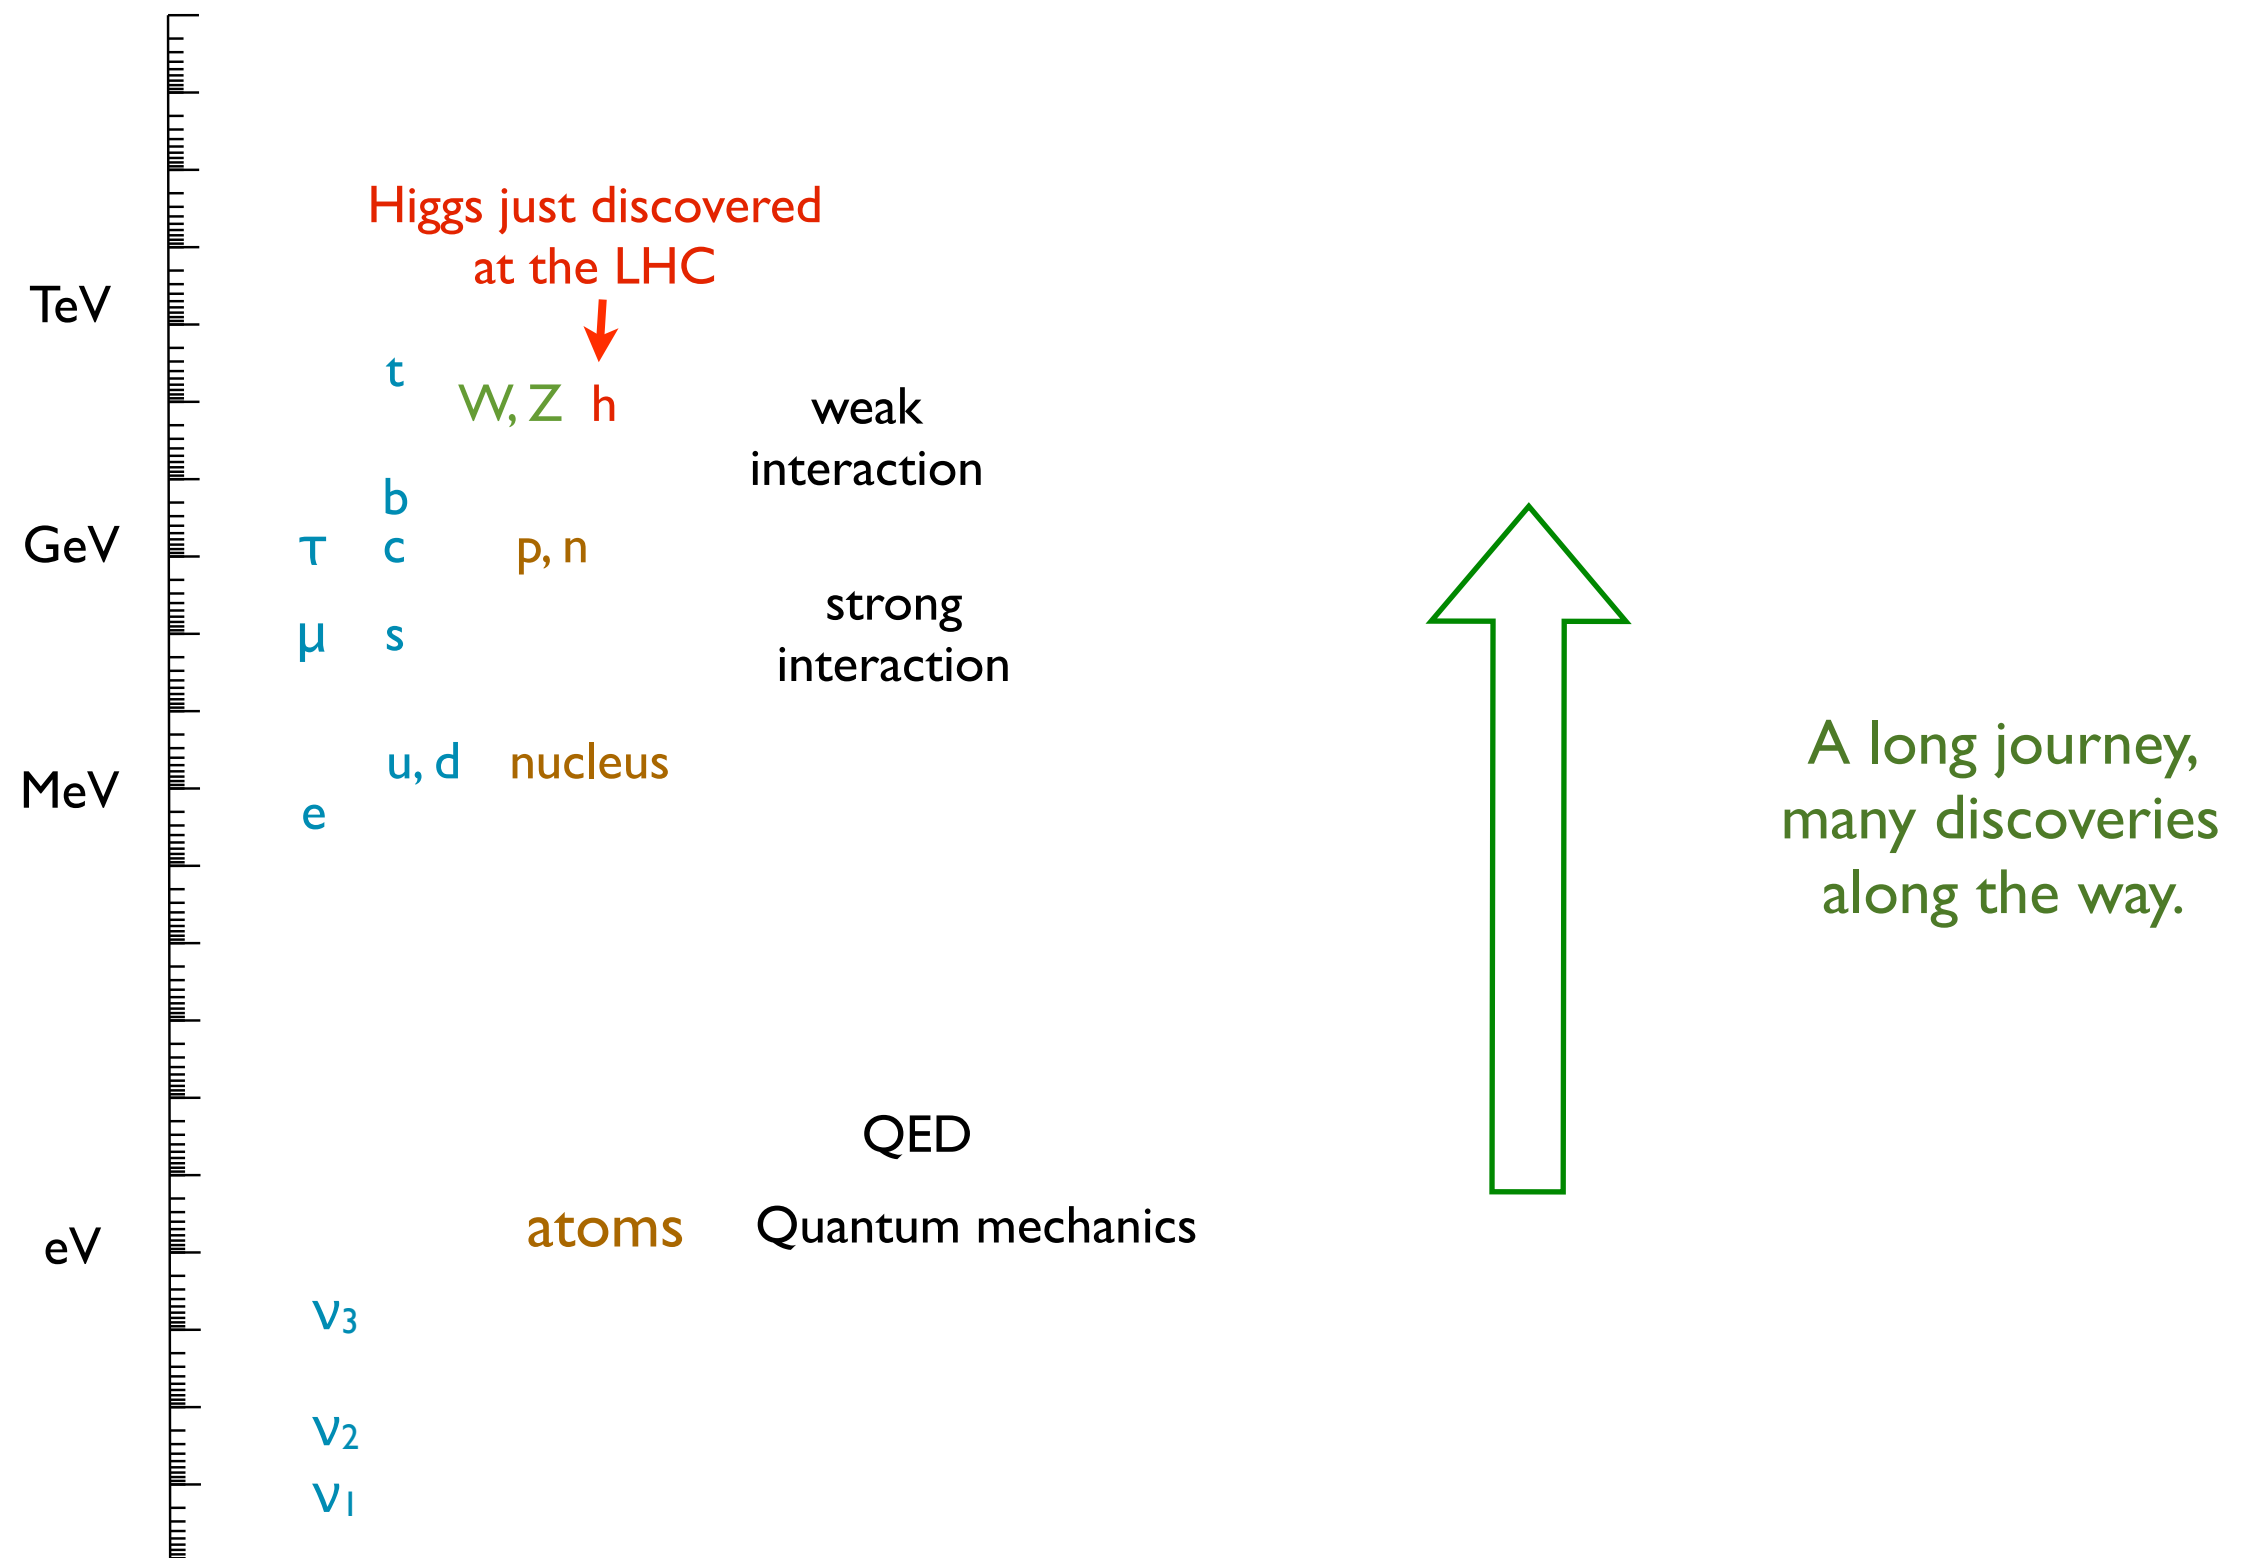 Higgs just discovered
at the LHC
TeV
t
W, Z h
weak
interaction
b
GeV
τ c p, n
strong
interaction
μ s
A long journey,
many discoveries
along the way.
u, d nucleus
MeV
e
QED
atoms Quantum mechanics
eV
ν3
ν2
ν1